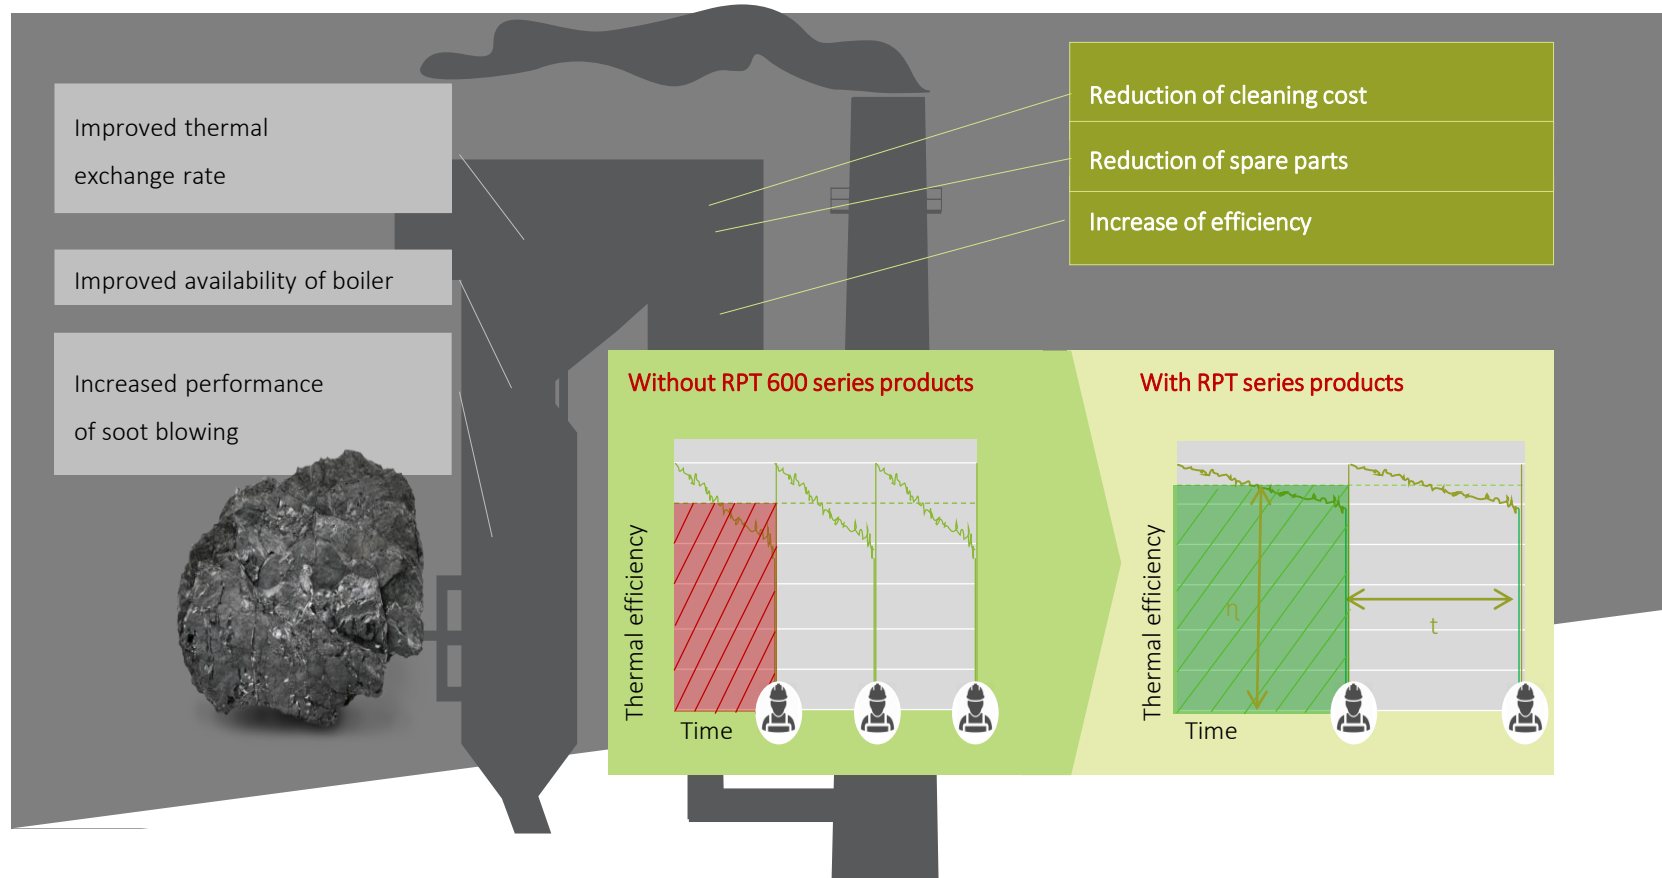 Improved thermal
exchange rate
Improved availability of boiler
Increased performance
of soot blowing
Reduction of cleaning cost
Reduction of spare parts
Increase of efficiency
Without RPT 600 series products
Thermal efficiency
Time
With RPT series products
Thermal efficiency
η
t
Time